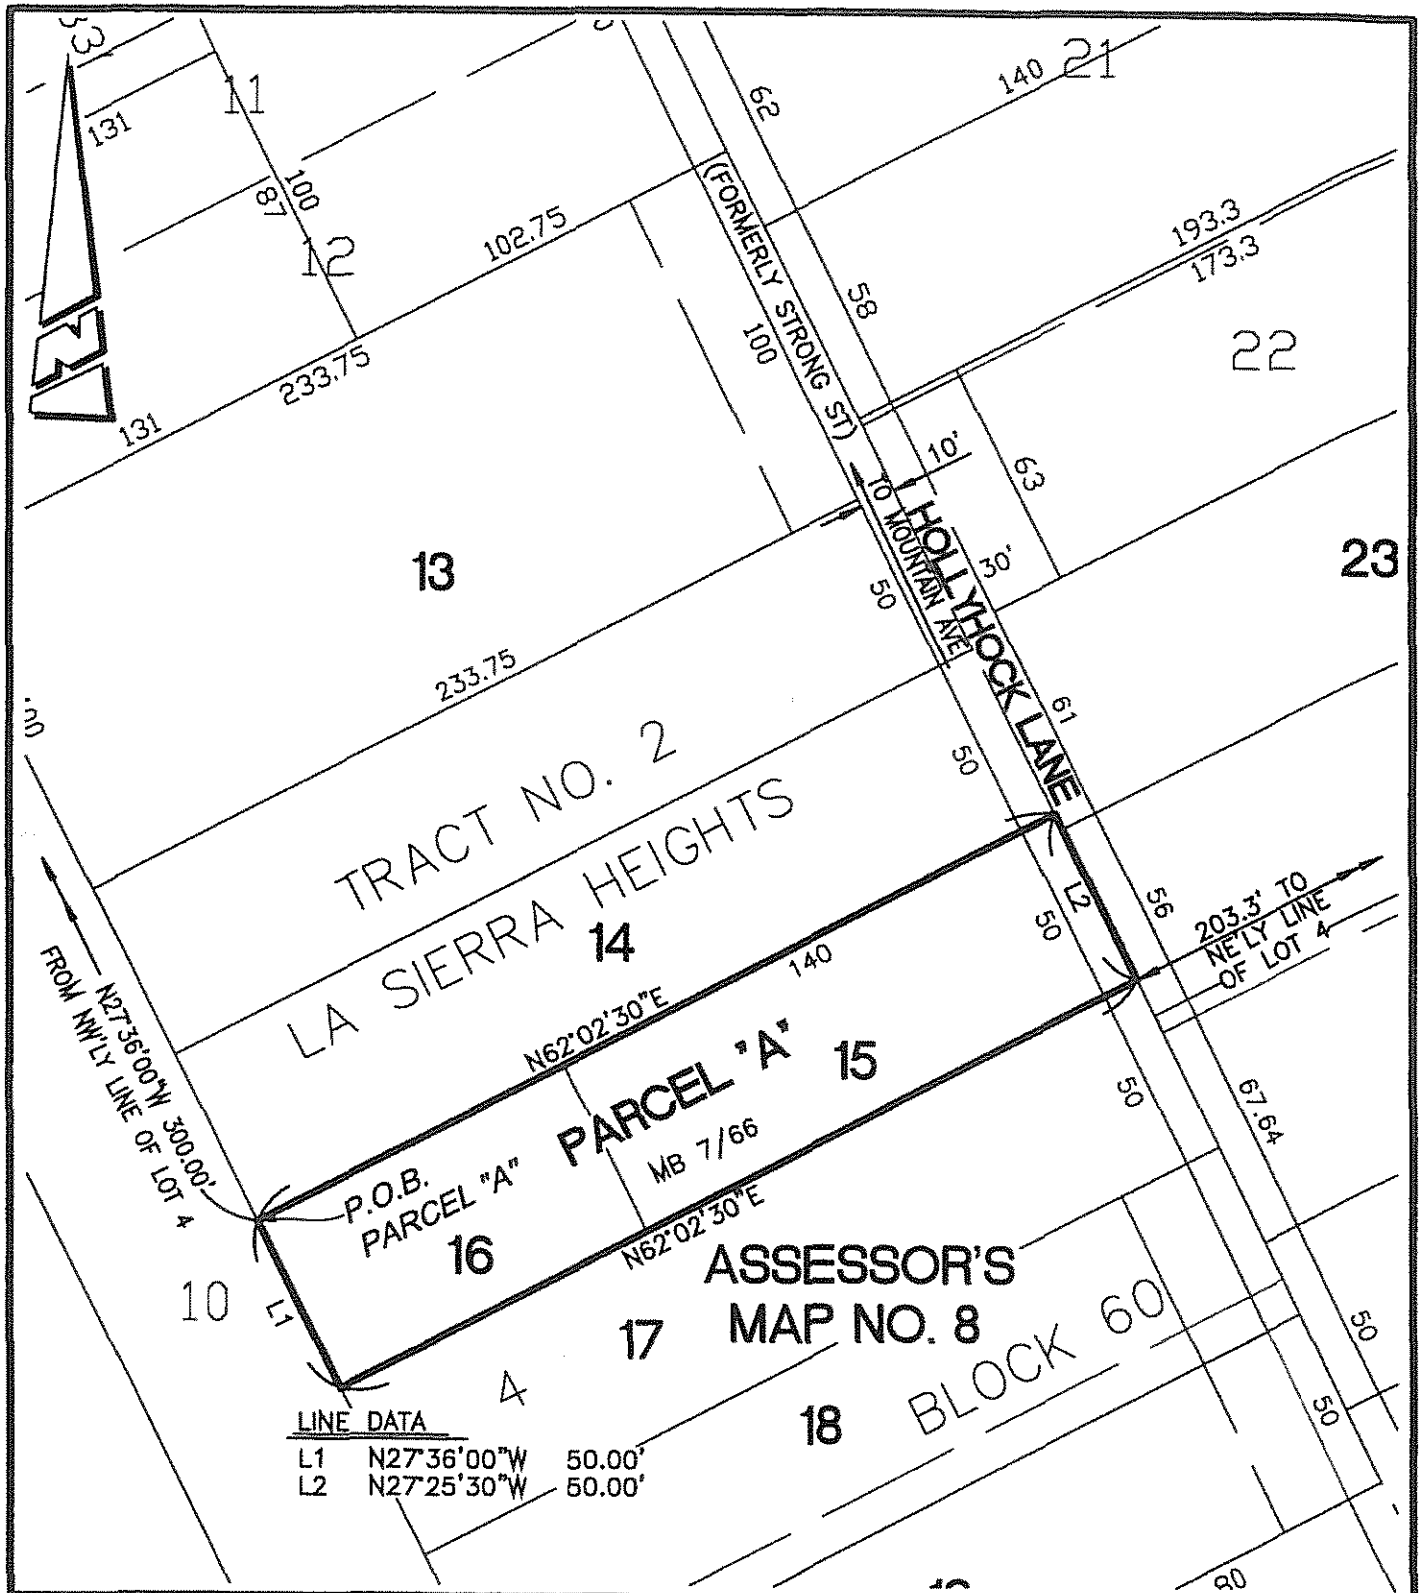 21
140
62
11
131
(FORMERLY STRONG ST)
100
87
12
102.75
193.3
173.3
58
100
22
N
233.75
131
10'
63
TO MOUNTAIN AVE
HOLLYHOCK LANE
30'
23
13
50
233.75
61
50
TRACT NO. 2
LA SIERRA HEIGHTS
14
L2
56
50
203.3' TO
NE'LY LINE
OF LOT 4
140
N27°36'00"W 300.00'
FROM NW'LY LINE OF LOT 4
N62°02'30"E
PARCEL "A"
15
50
67.64
MB 7/66
P.O.B.
PARCEL "A"
16
N62°02'30"E
10
L1
ASSESSOR'S
MAP NO. 8
17
4
BLOCK 60
18
50
50
LINE DATA
L1 N27°36'00"W 50.00'
L2 N27°25'30"W 50.00'
80